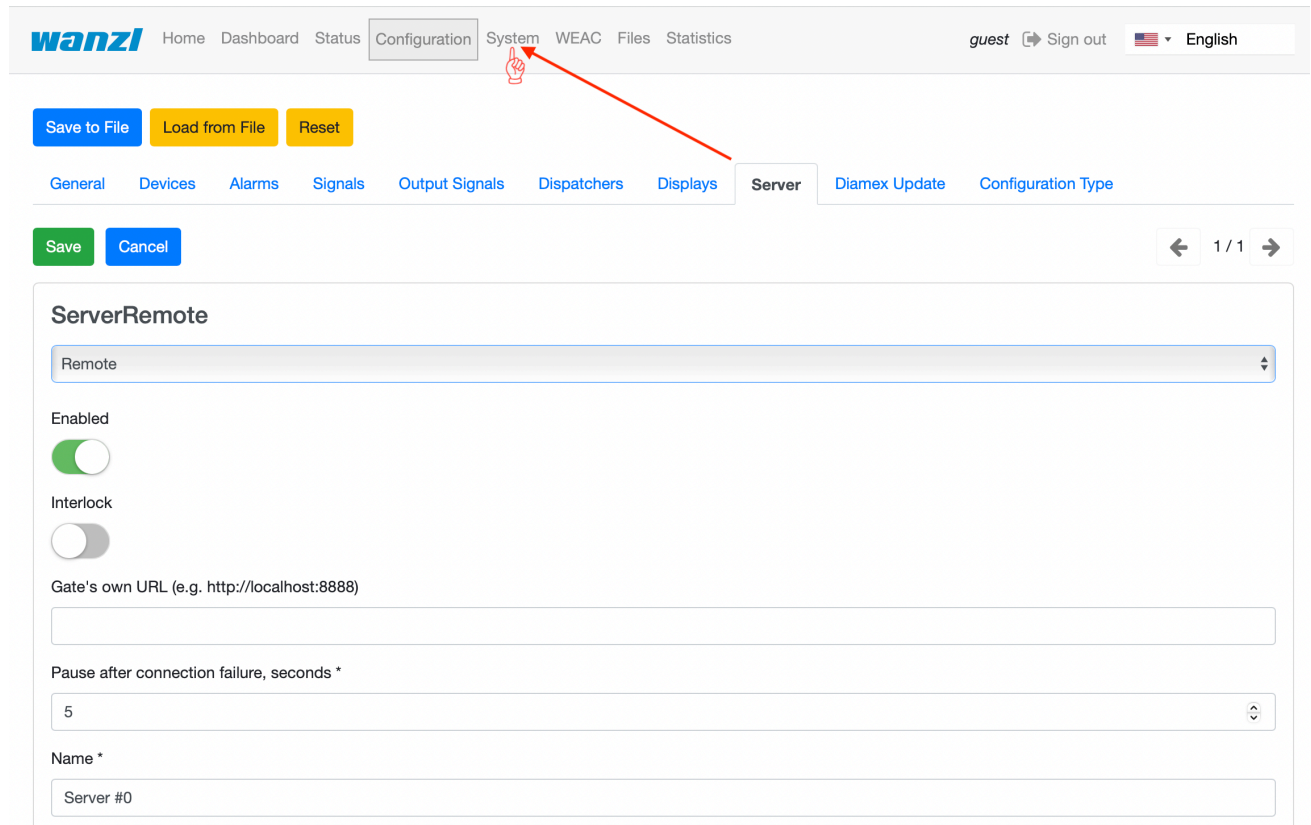 wanzl Home Dashboard Status Configuration System WEAC Files Statistics guest Sign out English
Save to File Load from File Reset
General Devices Alarms Signals Output Signals Dispatchers Displays Server Diamex Update Configuration Type
Save Cancel 1 / 1
ServerRemote
Remote
Enabled
Interlock
Gate's own URL (e.g. http://localhost:8888)
Pause after connection failure, seconds *
5
Name *
Server #0